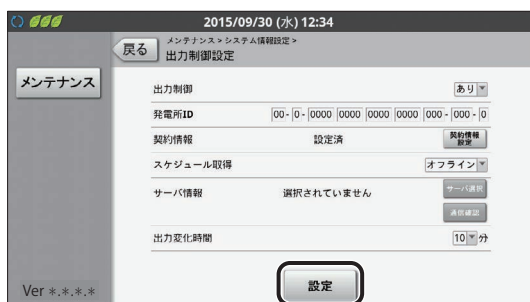 2015/09/30 (水) 12:34
戻る
メンテナンス > システム情報設定 >
出力制御設定
メンテナンス
出力制御 あり
発電所ID 00 - 0 - 0000 0000 0000 0000 000 - 000 - 0
契約情報 設定済 契約情報
設定
スケジュール取得 オフライン
サーバ情報 選択されていません サーバ選択
通信確認
出力変化時間 10 分
設定
Ver *.*.*.*